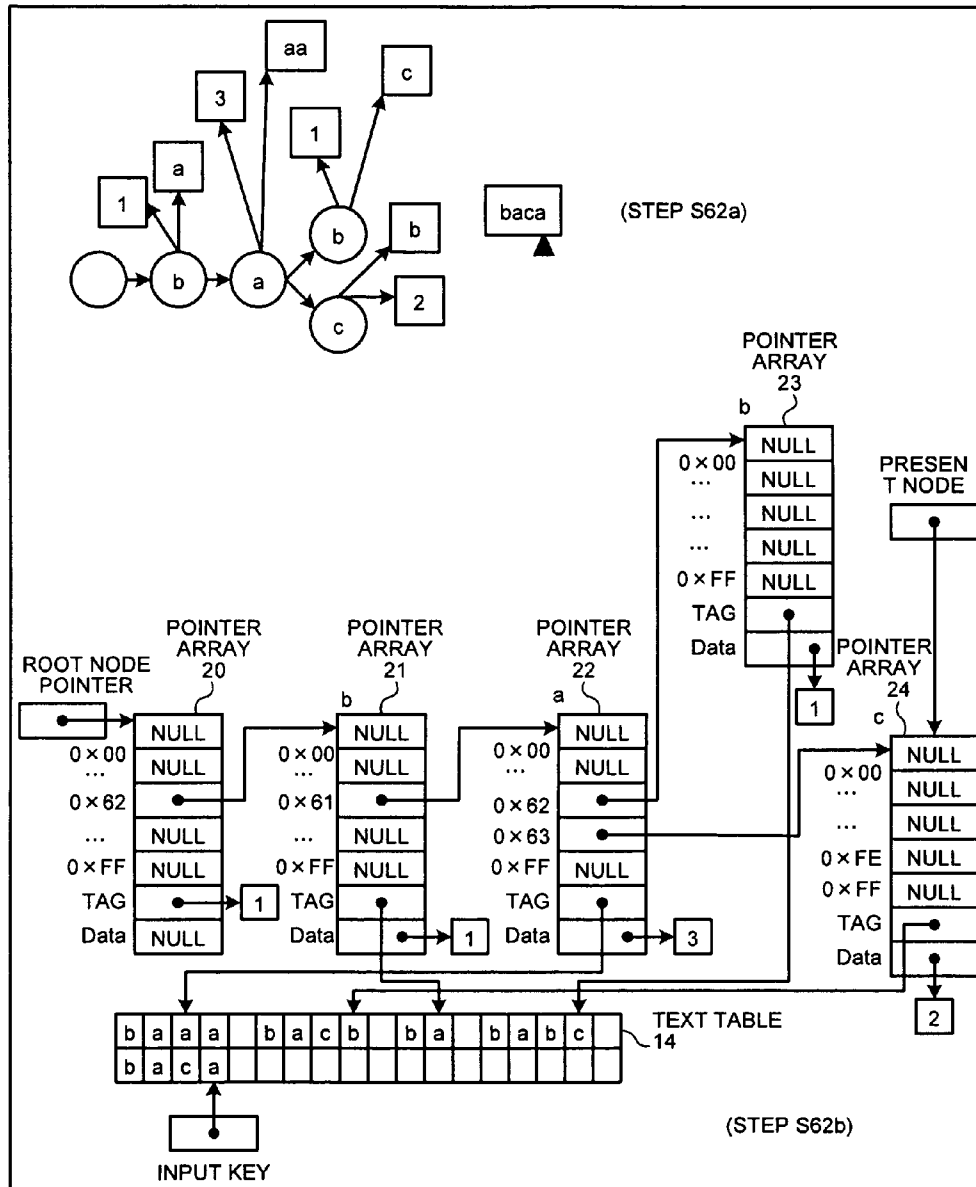 aa
c
3
1
a
1
b
baca
(STEP S62a)
b
b
a
2
c
POINTER
ARRAY
23
b
NULL
0×00
...
NULL
...
NULL
...
NULL
0×FF
NULL
TAG
Data
1
PRESEN
T NODE
POINTER
ARRAY
24
c
NULL
0×00
...
NULL
...
NULL
0×FE
NULL
0×FF
NULL
TAG
Data
2
ROOT NODE
POINTER
POINTER
ARRAY
20
NULL
0×00
...
NULL
0×62
...
NULL
0×FF
NULL
TAG
1
Data
NULL
POINTER
ARRAY
21
b
NULL
0×00
...
NULL
0×61
...
NULL
0×FF
NULL
TAG
Data
1
POINTER
ARRAY
22
a
NULL
0×00
...
NULL
0×62
0×63
0×FF
NULL
TAG
Data
3
b a a a b a c b b a b a b c
b a c a
TEXT TABLE
14
INPUT KEY
(STEP S62b)